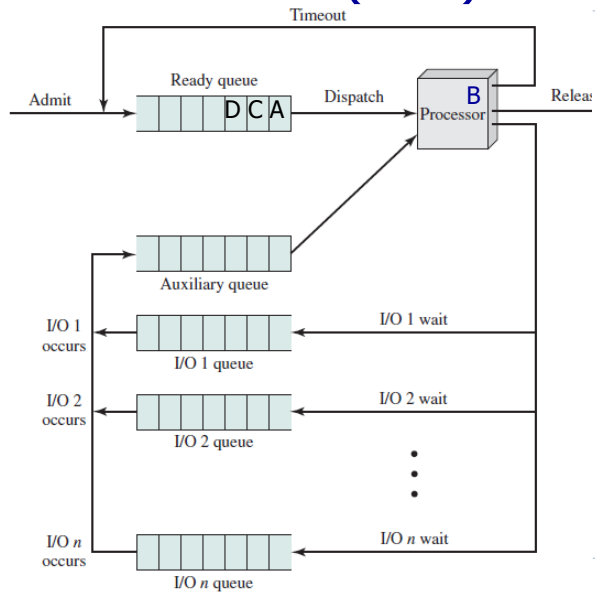 Timeout
Ready queue
Admit
D C A
Dispatch
B
Processor
Auxiliary queue
I/O 1
occurs
I/O 1 wait
I/O 1 queue
I/O 2
occurs
I/O 2 wait
I/O 2 queue
I/O n
occurs
I/O n wait
I/O n queue